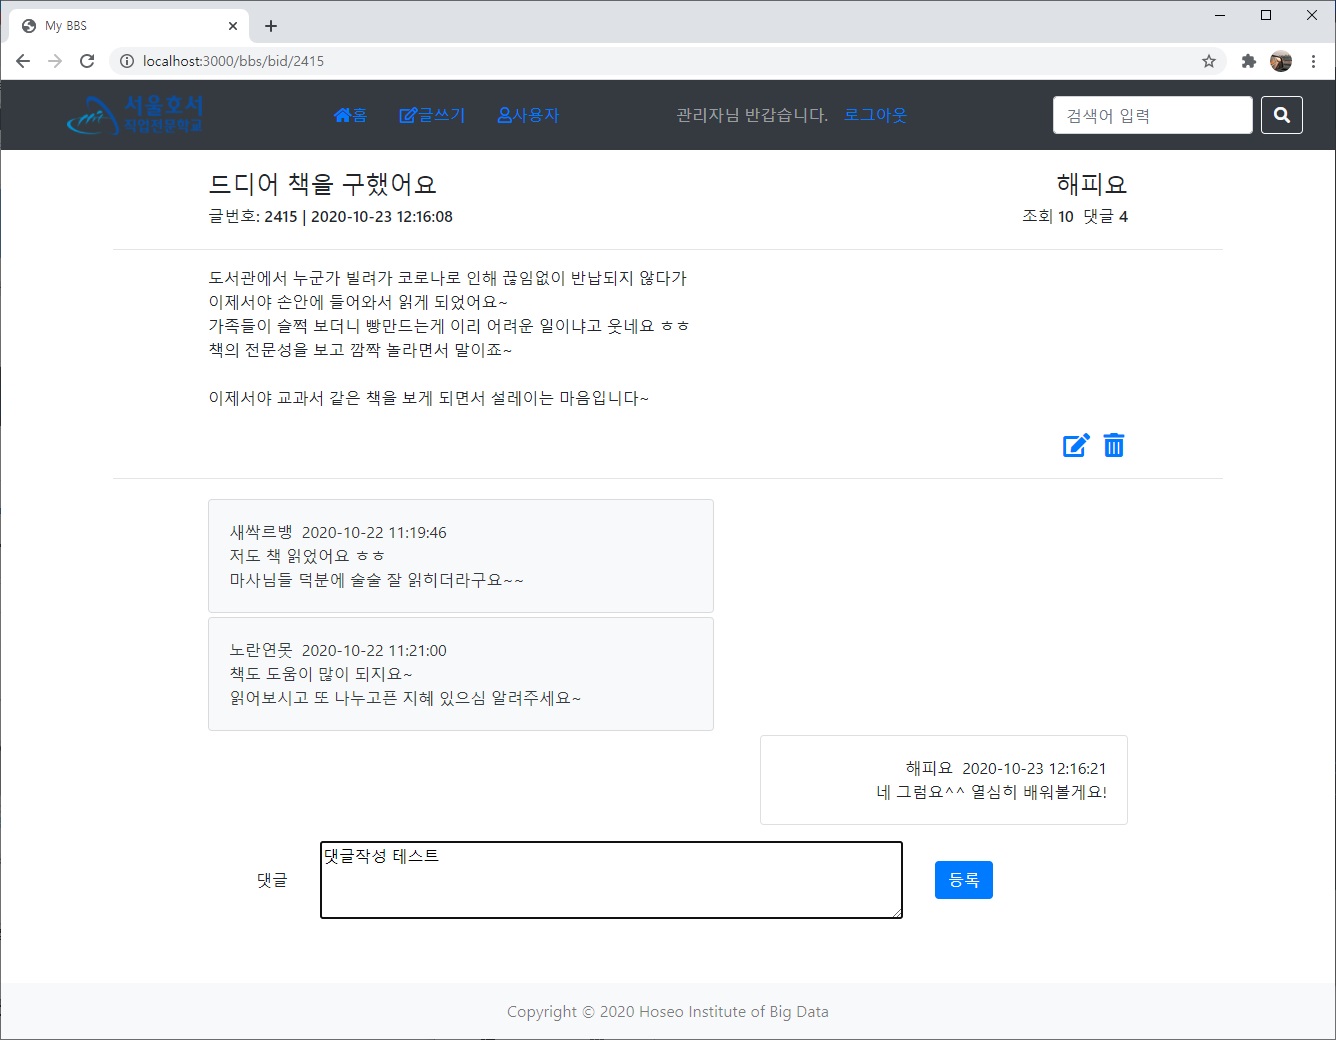 My BBS
localhost:3000/bbs/bid/2415
서울호서
직업전문학교
홈 글쓰기 사용자 관리자님 반갑습니다. 로그아웃 검색어 입력
드디어 책을 구했어요 해피요
글번호: 2415 | 2020-10-23 12:16:08 조회 10 댓글 4
도서관에서 누군가 빌려가 코로나로 인해 끊임없이 반납되지 않다가
이제서야 손안에 들어와서 읽게 되었어요~
가족들이 슬쩍 보더니 빵만드는게 이리 어려운 일이냐고 웃네요 ㅎㅎ
책의 전문성을 보고 깜짝 놀라면서 말이죠~
이제서야 교과서 같은 책을 보게 되면서 설레이는 마음입니다~
새싹르뱅 2020-10-22 11:19:46
저도 책 읽었어요 ㅎㅎ
마사님들 덕분에 술술 잘 읽히더라구요~~
노란연못 2020-10-22 11:21:00
책도 도움이 많이 되지요~
읽어보시고 또 나누고픈 지혜 있으심 알려주세요~
해피요 2020-10-23 12:16:21
네 그럼요^^ 열심히 배워볼게요!
댓글 댓글작성 테스트 등록
Copyright © 2020 Hoseo Institute of Big Data